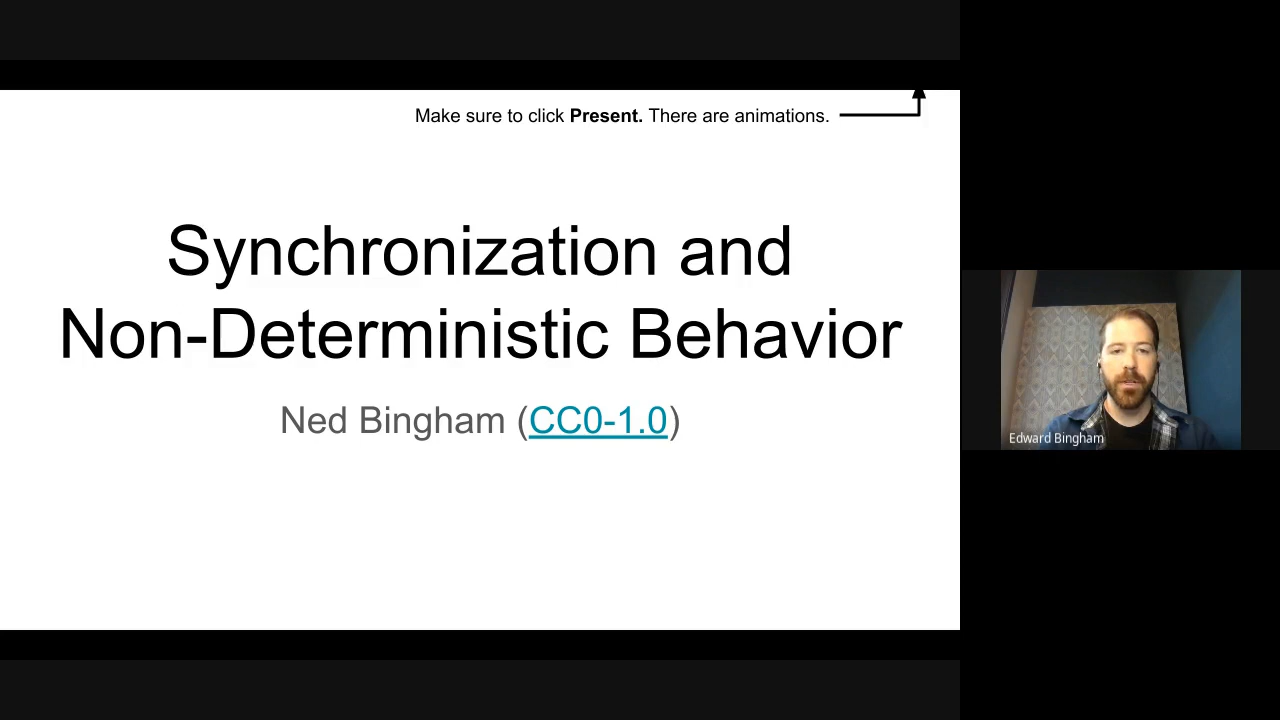 Make sure to click Present. There are animations.
Synchronization and
Non-Deterministic Behavior
Ned Bingham (CC0-1.0)
Edward Bingham